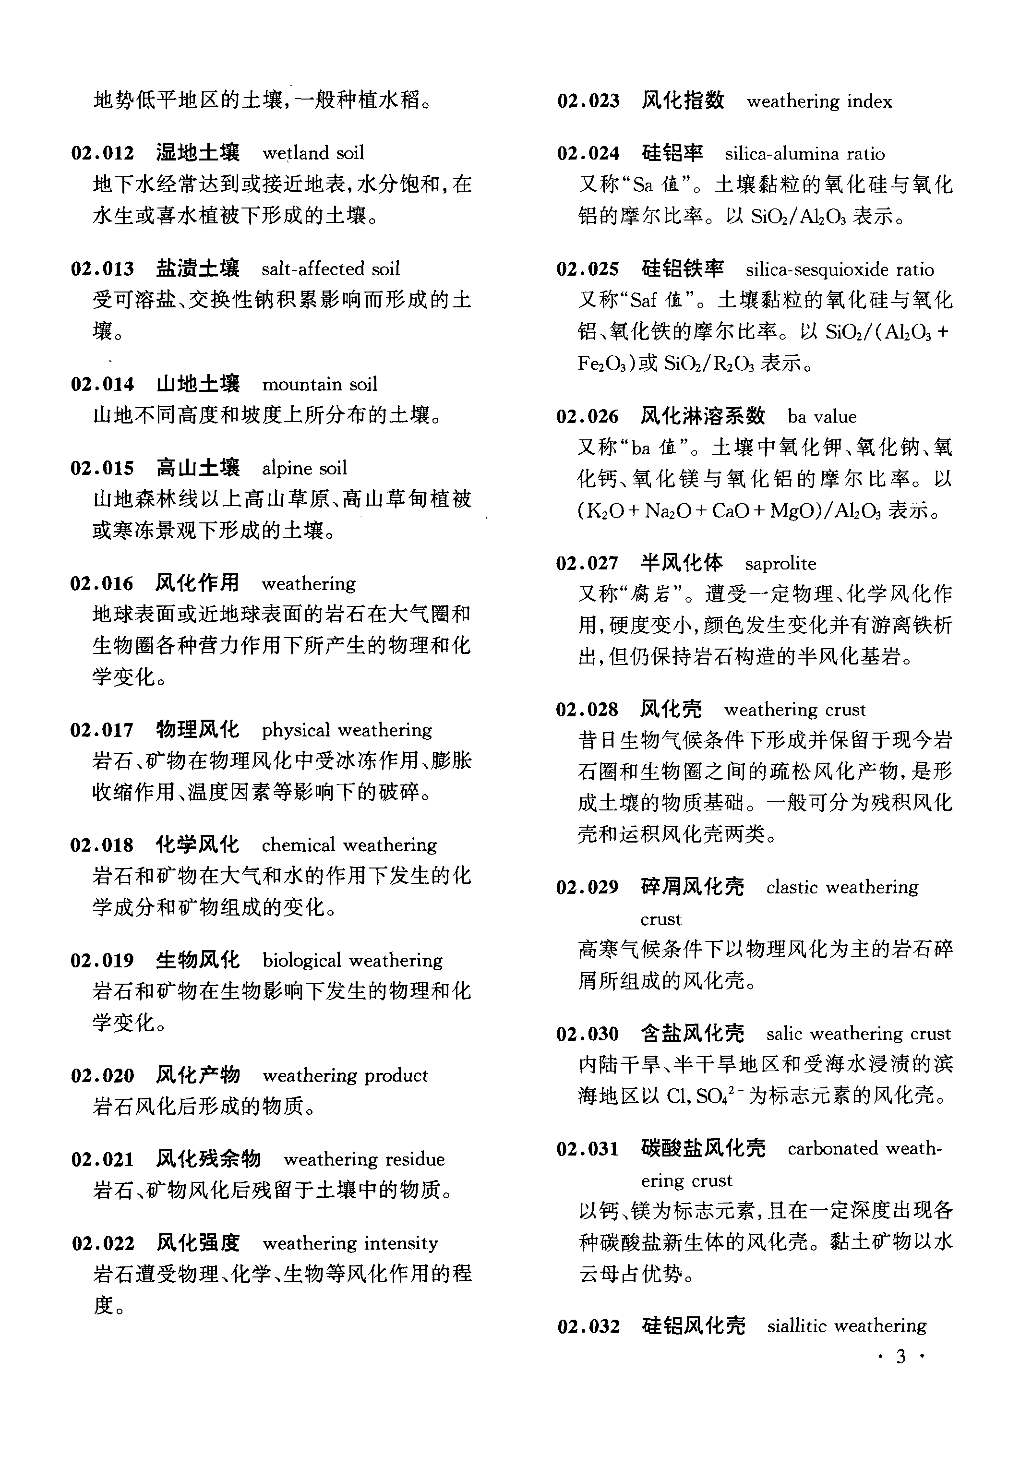 地势低平地区的土壤,一般种植水稻。
02.012 湿地土壤 wetland soil
地下水经常达到或接近地表,水分饱和,在
水生或喜水植被下形成的土壤。
02.013 盐渍土壤 salt-affected soil
受可溶盐、交换性钠积累影响而形成的土
壤。
02.014 山地土壤 mountain soil
山地不同高度和坡度上所分布的土壤。
02.015 高山土壤 alpine soil
山地森林线以上高山草原、高山草甸植被
或寒冻景观下形成的土壤。
02.016 风化作用 weathering
地球表面或近地球表面的岩石在大气圈和
生物圈各种营力作用下所产生的物理和化
学变化。
02.017 物理风化 physical weathering
岩石、矿物在物理风化中受冰冻作用、膨胀
收缩作用、温度因素等影响下的破碎。
02.018 化学风化 chemical weathering
岩石和矿物在大气和水的作用下发生的化
学成分和矿物组成的变化。
02.019 生物风化 biological weathering
岩石和矿物在生物影响下发生的物理和化
学变化。
02.020 风化产物 weathering product
岩石风化后形成的物质。
02.021 风化残余物 weathering residue
岩石、矿物风化后残留于土壤中的物质。
02.022 风化强度 weathering intensity
岩石遭受物理、化学、生物等风化作用的程
度。
02.023 风化指数 weathering index
02.024 硅铝率 silica-alumina ratio
又称“Sa 值”。土壤黏粒的氧化硅与氧化
铝的摩尔比率。以 SiO₂/Al₂O₃ 表示。
02.025 硅铝铁率 silica-sesquioxide ratio
又称“Saf 值”。土壤黏粒的氧化硅与氧化
铝、氧化铁的摩尔比率。以 SiO₂/(Al₂O₃ +
Fe₂O₃)或 SiO₂/R₂O₃ 表示。
02.026 风化淋溶系数 ba value
又称“ba 值”。土壤中氧化钾、氧化钠、氧
化钙、氧化镁与氧化铝的摩尔比率。以
(K₂O + Na₂O + CaO + MgO)/Al₂O₃ 表示。
02.027 半风化体 saprolite
又称“腐岩”。遭受一定物理、化学风化作
用,硬度变小,颜色发生变化并有游离铁析
出,但仍保持岩石构造的半风化基岩。
02.028 风化壳 weathering crust
昔日生物气候条件下形成并保留于现今岩
石圈和生物圈之间的疏松风化产物,是形
成土壤的物质基础。一般可分为残积风化
壳和运积风化壳两类。
02.029 碎屑风化壳 clastic weathering
crust
高寒气候条件下以物理风化为主的岩石碎
屑所组成的风化壳。
02.030 含盐风化壳 salic weathering crust
内陆干旱、半干旱地区和受海水浸渍的滨
海地区以 Cl, SO₄²⁻ 为标志元素的风化壳。
02.031 碳酸盐风化壳 carbonated weath-
ering crust
以钙、镁为标志元素,且在一定深度出现各
种碳酸盐新生体的风化壳。黏土矿物以水
云母占优势。
02.032 硅铝风化壳 siallitic weathering
· 3 ·